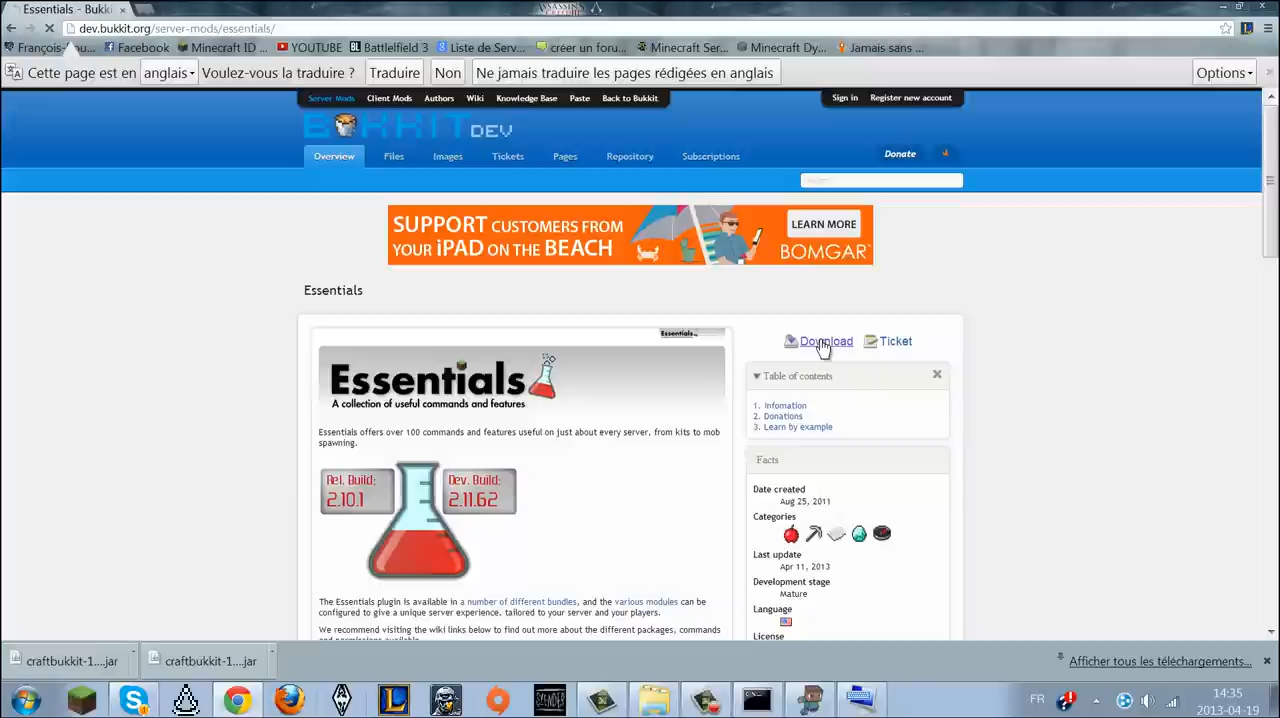 Essentials - Bukki
dev.bukkit.org/server-mods/essentials/
François-Xav...
Facebook
Minecraft ID ...
YOUTUBE
Battlelfield 3
Liste de Serv...
créer un foru...
Minecraft Ser...
Minecraft Dy...
Jamais sans ...
Cette page est en anglais Voulez-vous la traduire ? Traduire Non Ne jamais traduire les pages rédigées en anglais Options
Server Mods Client Mods Authors Wiki Knowledge Base Paste Back to Bukkit Sign in Register new account
BUKKIT DEV
Overview Files Images Tickets Pages Repository Subscriptions Donate
SUPPORT CUSTOMERS FROM
YOUR iPAD ON THE BEACH
LEARN MORE
BOMGAR
Essentials
Essentials
Download Ticket
Essentials
A collection of useful commands and features
Table of contents
1. Infomation
2. Donations
3. Learn by example
Essentials offers over 100 commands and features useful on just about every server, from kits to mob
spawning.
Rel. Build:
2.10.1
Dev. Build:
2.11.62
Facts
Date created
Aug 25, 2011
Categories
Last update
Apr 11, 2013
Development stage
Mature
Language
License
The Essentials plugin is available in a number of different bundles, and the various modules can be
configured to give a unique server experience, tailored to your server and your players.
We recommend visiting the wiki links below to find out more about the different packages, commands
craftbukkit-1....jar
craftbukkit-1....jar
Afficher tous les téléchargements...
FR
14:35
2013-04-19